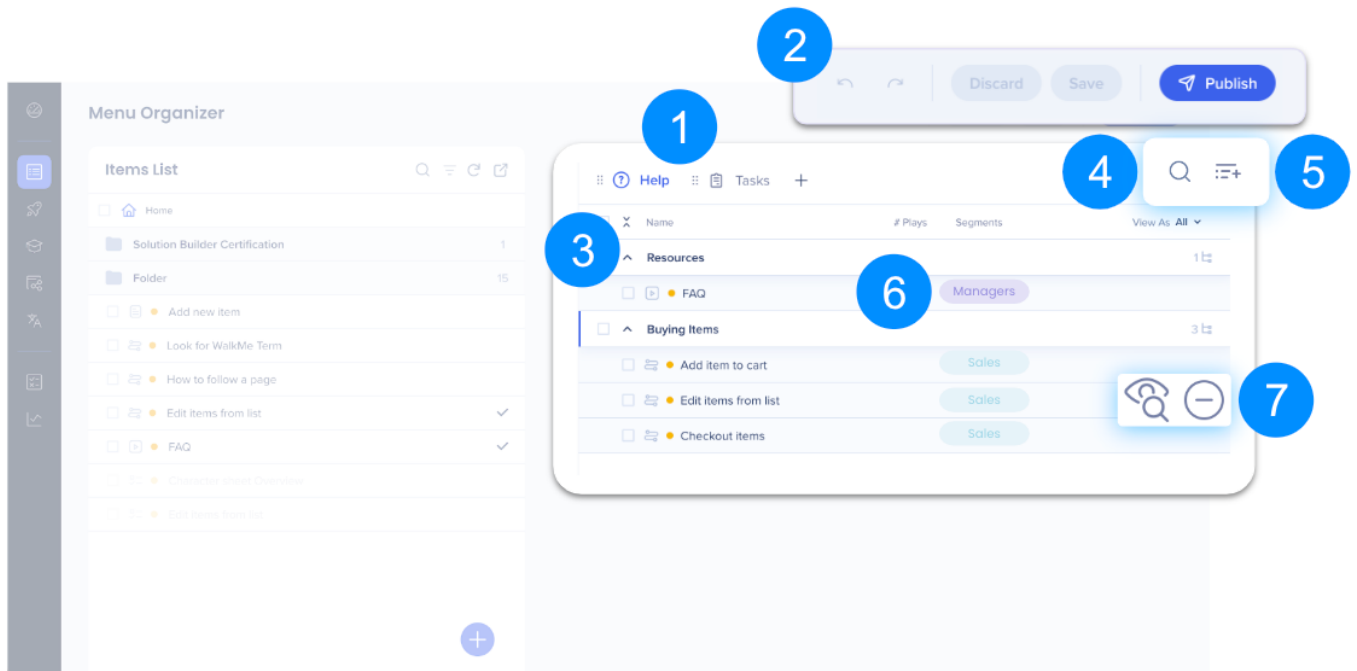 2
Discard Save Publish
Menu Organizer
1
Items List
Help Tasks
4
5
Home
Name # Plays Segments View As All
Solution Builder Certification 1
3
Resources 1
Folder 15
FAQ
6
Managers
Add new item
Buying Items 3
Look for WalkMe Term
Add item to cart Sales
How to follow a page
Edit items from list Sales
7
Edit items from list
Checkout items Sales
FAQ
Edit items from list